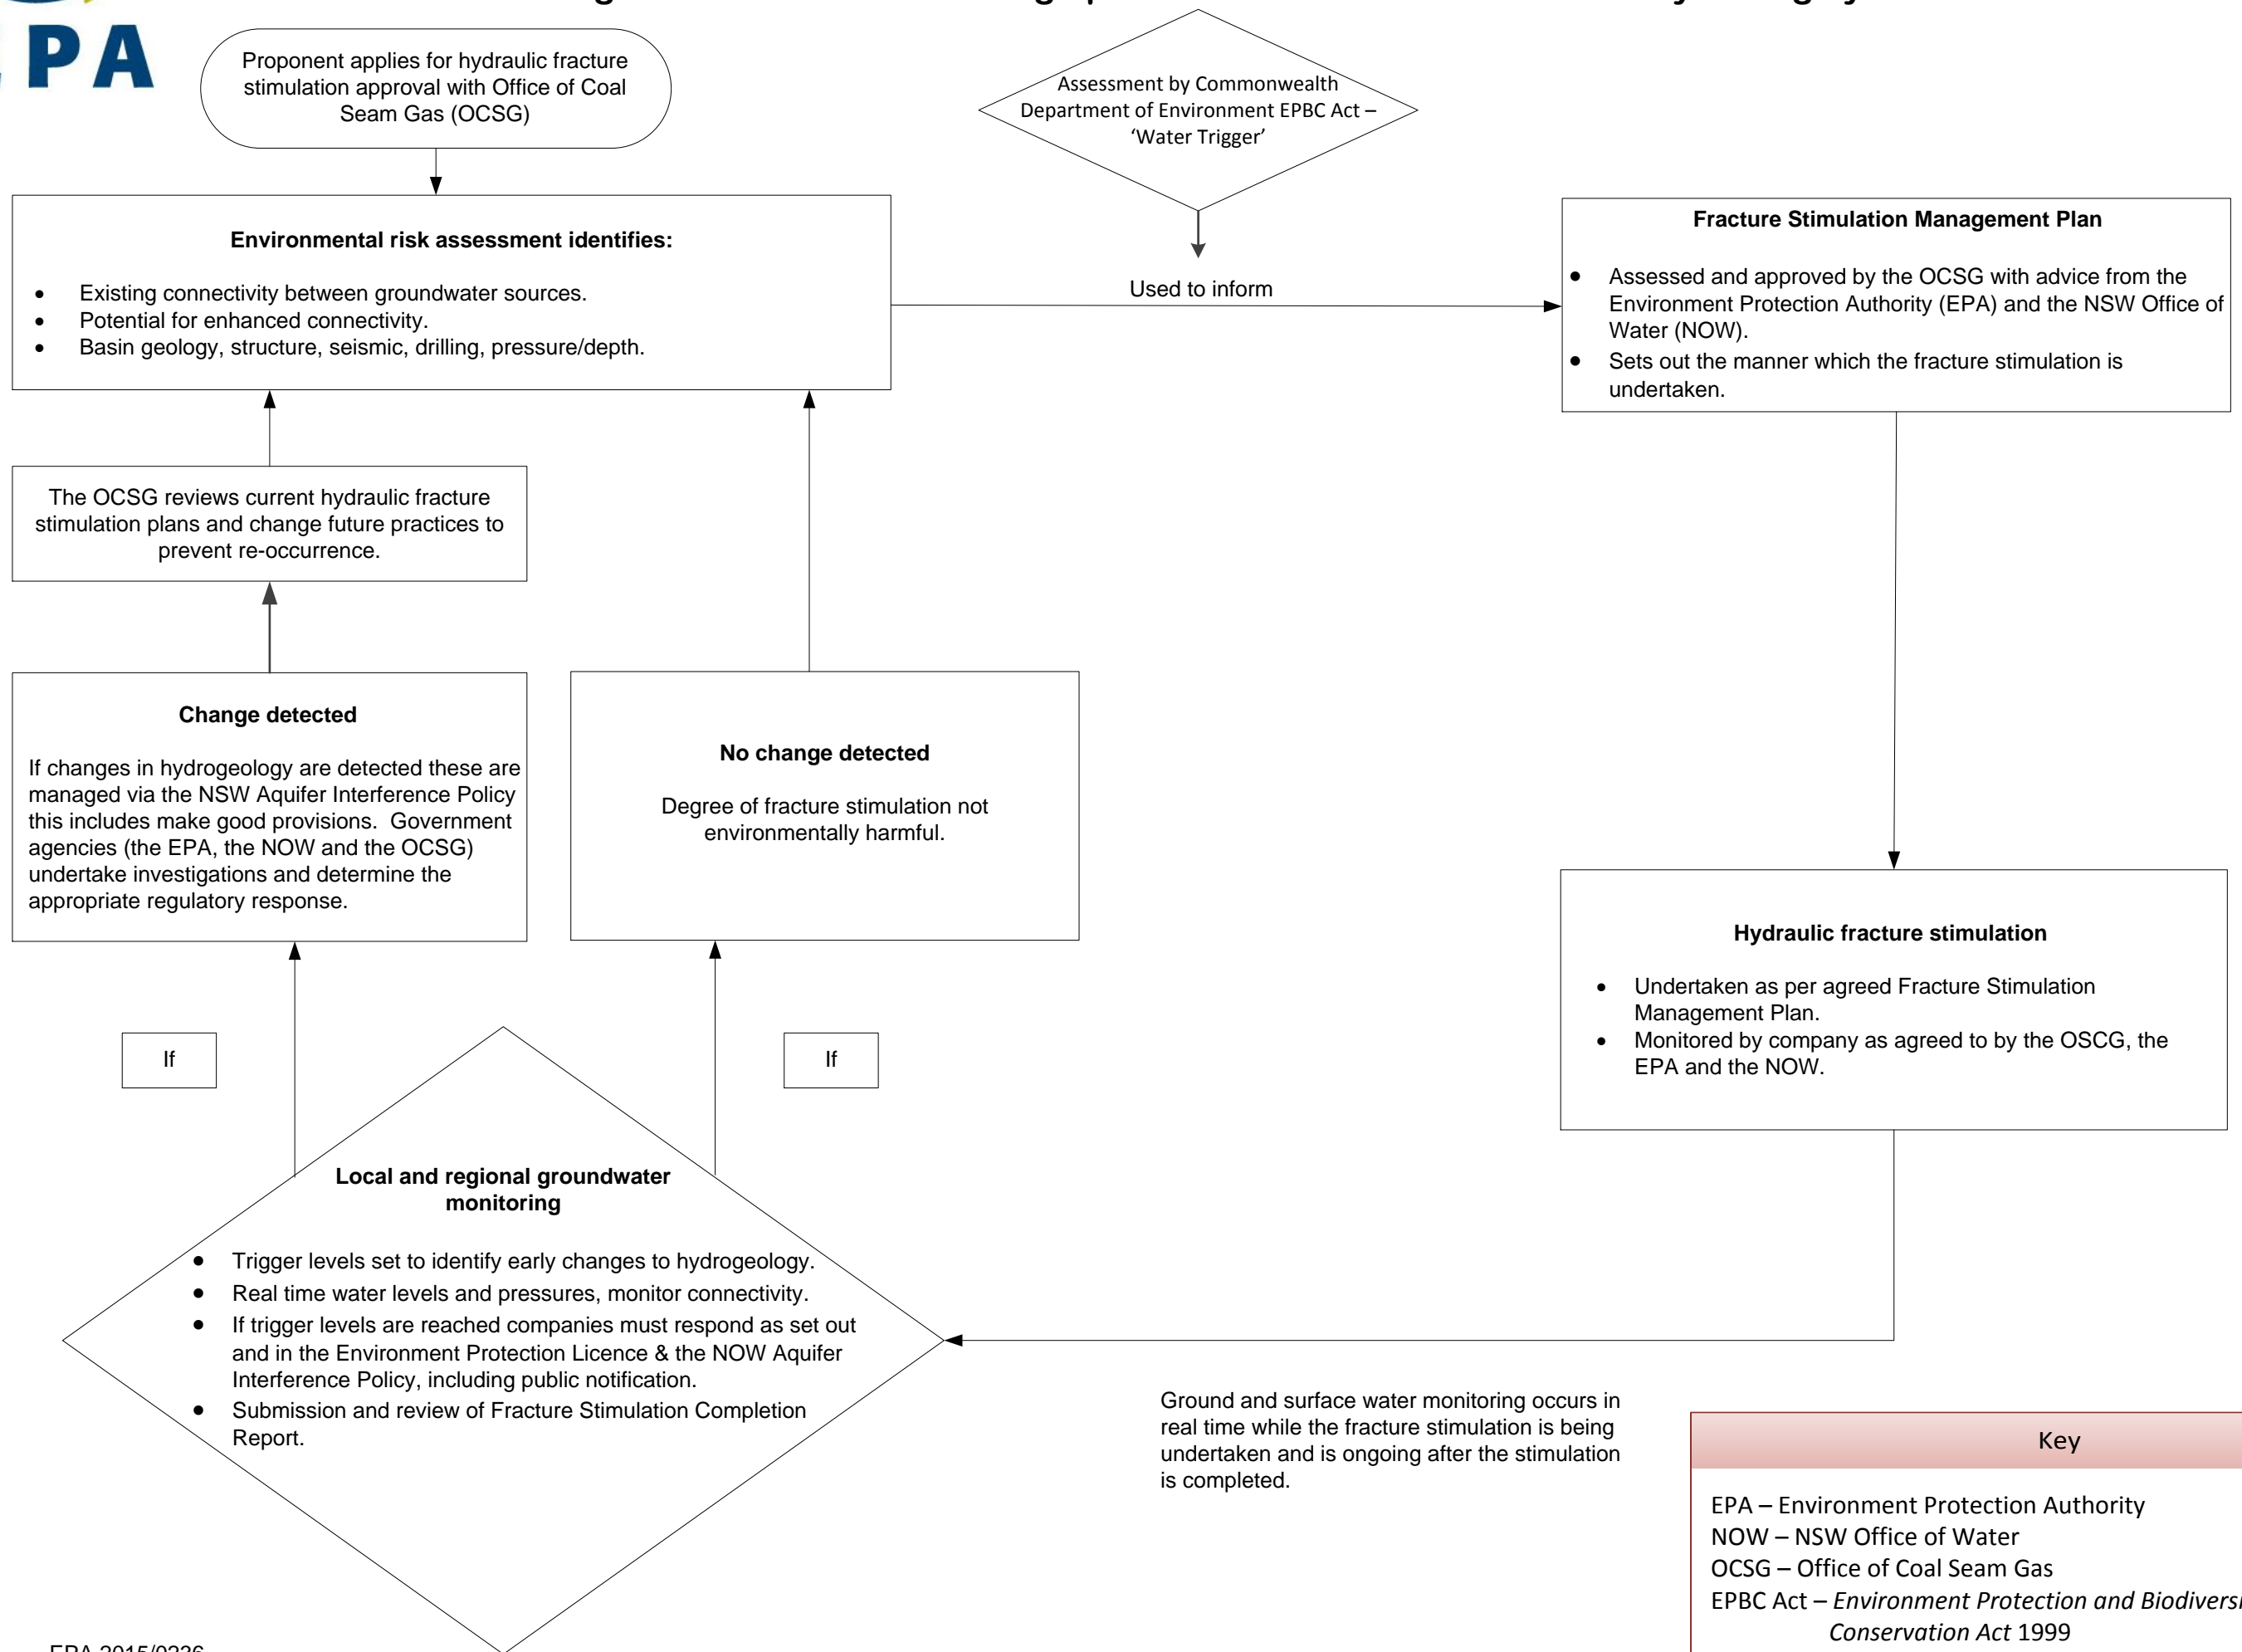 PA
Proponent applies for hydraulic fracture
stimulation approval with Office of Coal
Seam Gas (OCSG)
Assessment by Commonwealth
Department of Environment EPBC Act –
‘Water Trigger’
Environmental risk assessment identifies:
• Existing connectivity between groundwater sources.
• Potential for enhanced connectivity.
• Basin geology, structure, seismic, drilling, pressure/depth.
Used to inform
Fracture Stimulation Management Plan
• Assessed and approved by the OCSG with advice from the
Environment Protection Authority (EPA) and the NSW Office of
Water (NOW).
• Sets out the manner which the fracture stimulation is
undertaken.
The OCSG reviews current hydraulic fracture
stimulation plans and change future practices to
prevent re-occurrence.
Change detected
If changes in hydrogeology are detected these are
managed via the NSW Aquifer Interference Policy
this includes make good provisions.  Government
agencies (the EPA, the NOW and the OCSG)
undertake investigations and determine the
appropriate regulatory response.
No change detected
Degree of fracture stimulation not
environmentally harmful.
Hydraulic fracture stimulation
• Undertaken as per agreed Fracture Stimulation
Management Plan.
• Monitored by company as agreed to by the OSCG, the
EPA and the NOW.
If
If
Local and regional groundwater
monitoring
• Trigger levels set to identify early changes to hydrogeology.
• Real time water levels and pressures, monitor connectivity.
• If trigger levels are reached companies must respond as set out
and in the Environment Protection Licence & the NOW Aquifer
Interference Policy, including public notification.
• Submission and review of Fracture Stimulation Completion
Report.
Ground and surface water monitoring occurs in
real time while the fracture stimulation is being
undertaken and is ongoing after the stimulation
is completed.
Key
EPA – Environment Protection Authority
NOW – NSW Office of Water
OCSG – Office of Coal Seam Gas
EPBC Act – Environment Protection and Biodiversi
Conservation Act 1999
EPA 2015/0236